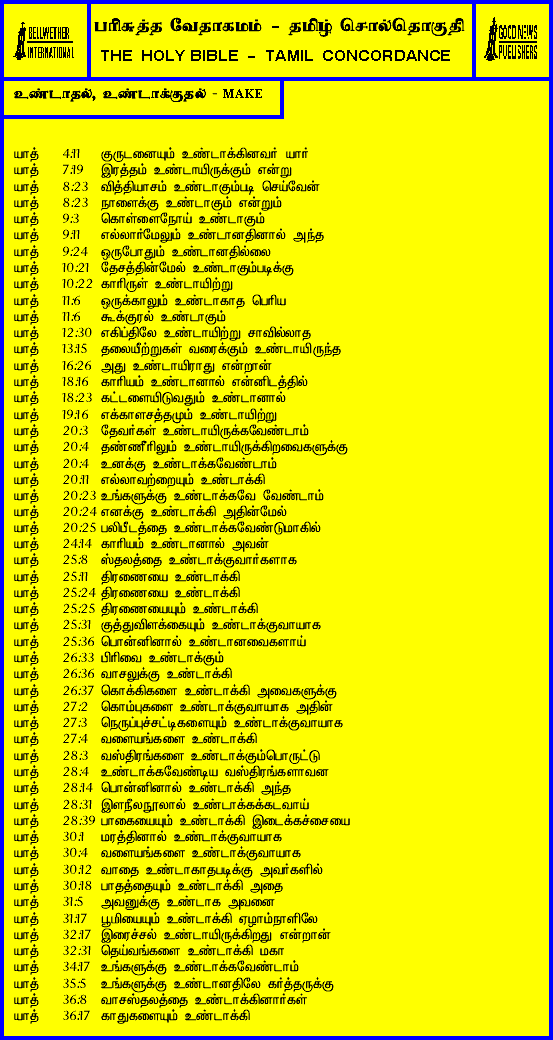 BELLWETHER
INTERNATIONAL
பரிசுத்த வேதாகமம் - தமிழ் சொல்தொகுதி
THE HOLY BIBLE - TAMIL CONCORDANCE
GOOD NEWS
PUBLISHERS
உண்டாதல், உண்டாக்குதல் - MAKE
யாத் 4:11 குருடனையும் உண்டாக்கினவர் யார்
யாத் 7:19 இரத்தம் உண்டாயிருக்கும் என்று
யாத் 8:23 வித்தியாசம் உண்டாகும்படி செய்வேன்
யாத் 8:23 நாளைக்கு உண்டாகும் என்றும்
யாத் 9:3 கொள்ளைநோய் உண்டாகும்
யாத் 9:11 எல்லார்மேலும் உண்டானதினால் அந்த
யாத் 9:24 ஒருபோதும் உண்டானதில்லை
யாத் 10:21 தேசத்தின்மேல் உண்டாகும்படிக்கு
யாத் 10:22 காரிருள் உண்டாயிற்று
யாத் 11:6 ஒருக்காலும் உண்டாகாத பெரிய
யாத் 11:6 கூக்குரல் உண்டாகும்
யாத் 12:30 எகிப்திலே உண்டாயிற்று சாவில்லாத
யாத் 13:15 தலையீற்றுகள் வரைக்கும் உண்டாயிருந்த
யாத் 16:26 அது உண்டாயிராது என்றான்
யாத் 18:16 காரியம் உண்டானால் என்னிடத்தில்
யாத் 18:23 கட்டளையிடுவதும் உண்டானால்
யாத் 19:16 எக்காளசத்தமும் உண்டாயிற்று
யாத் 20:3 தேவர்கள் உண்டாயிருக்கவேண்டாம்
யாத் 20:4 தண்ணீரிலும் உண்டாயிருக்கிறவைகளுக்கு
யாத் 20:4 உனக்கு உண்டாக்கவேண்டாம்
யாத் 20:11 எல்லாவற்றையும் உண்டாக்கி
யாத் 20:23 உங்களுக்கு உண்டாக்கவே வேண்டாம்
யாத் 20:24 எனக்கு உண்டாக்கி அதின்மேல்
யாத் 20:25 பலிபீடத்தை உண்டாக்கவேண்டுமாகில்
யாத் 24:14 காரியம் உண்டானால் அவன்
யாத் 25:8 ஸ்தலத்தை உண்டாக்குவார்களாக
யாத் 25:11 திரணையை உண்டாக்கி
யாத் 25:24 திரணையை உண்டாக்கி
யாத் 25:25 திரணையையும் உண்டாக்கி
யாத் 25:31 குத்துவிளக்கையும் உண்டாக்குவாயாக
யாத் 25:36 பொன்னினால் உண்டானவைகளாய்
யாத் 26:33 பிரிவை உண்டாக்கும்
யாத் 26:36 வாசலுக்கு உண்டாக்கி
யாத் 26:37 கொக்கிகளை உண்டாக்கி அவைகளுக்கு
யாத் 27:2 கொம்புகளை உண்டாக்குவாயாக அதின்
யாத் 27:3 நெருப்புச்சட்டிகளையும் உண்டாக்குவாயாக
யாத் 27:4 வளையங்களை உண்டாக்கி
யாத் 28:3 வஸ்திரங்களை உண்டாக்கும்பொருட்டு
யாத் 28:4 உண்டாக்கவேண்டிய வஸ்திரங்களாவன
யாத் 28:14 பொன்னினால் உண்டாக்கி அந்த
யாத் 28:31 இளநீலநூலால் உண்டாக்கக்கடவாய்
யாத் 28:39 பாகையையும் உண்டாக்கி இடைக்கச்சையை
யாத் 30:1 மரத்தினால் உண்டாக்குவாயாக
யாத் 30:4 வளையங்களை உண்டாக்குவாயாக
யாத் 30:12 வாதை உண்டாகாதபடிக்கு அவர்களில்
யாத் 30:18 பாதத்தையும் உண்டாக்கி அதை
யாத் 31:5 அவனுக்கு உண்டாக அவனை
யாத் 31:17 பூமியையும் உண்டாக்கி ஏழாம்நாளிலே
யாத் 32:17 இரைச்சல் உண்டாயிருக்கிறது என்றான்
யாத் 32:31 தெய்வங்களை உண்டாக்கி மகா
யாத் 34:17 உங்களுக்கு உண்டாக்கவேண்டாம்
யாத் 35:5 உங்களுக்கு உண்டானதிலே கர்த்தருக்கு
யாத் 36:8 வாசஸ்தலத்தை உண்டாக்கினார்கள்
யாத் 36:17 காதுகளையும் உண்டாக்கி